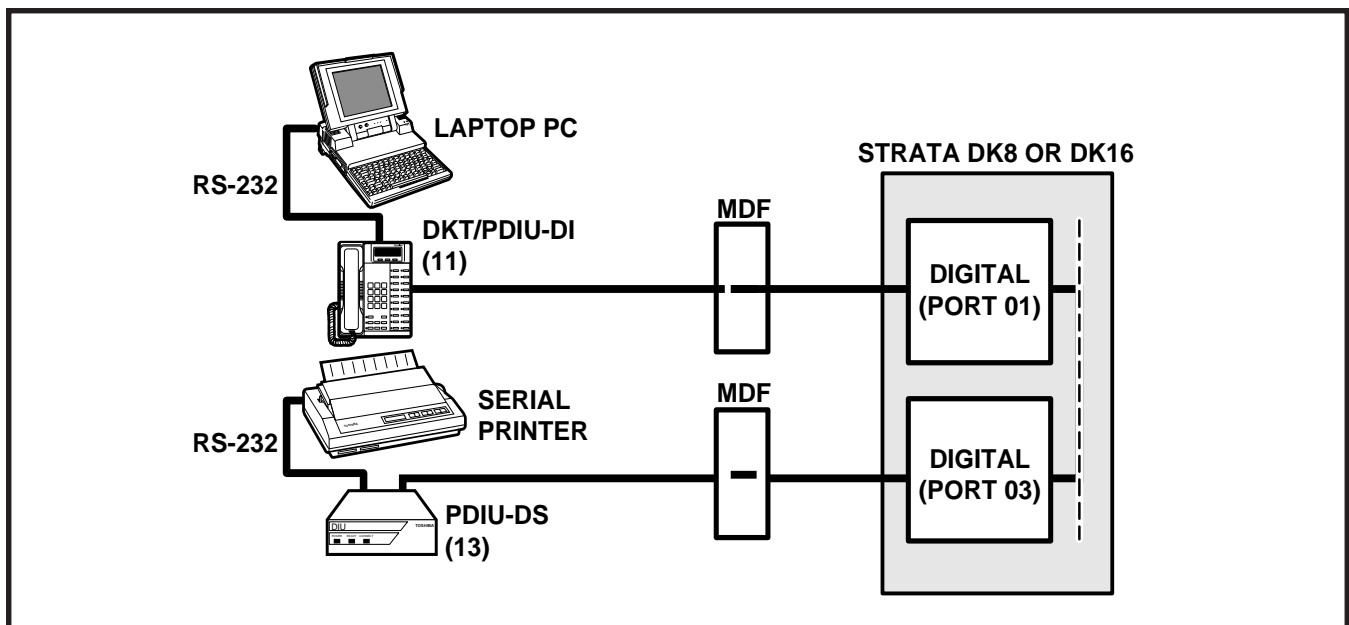 LAPTOP PC
STRATA DK8 OR DK16
RS-232
MDF
DKT/PDIU-DI
(11)
DIGITAL
(PORT 01)
MDF
SERIAL
PRINTER
RS-232
DIGITAL
(PORT 03)
PDIU-DS
(13)
DIU
TOSHIBA